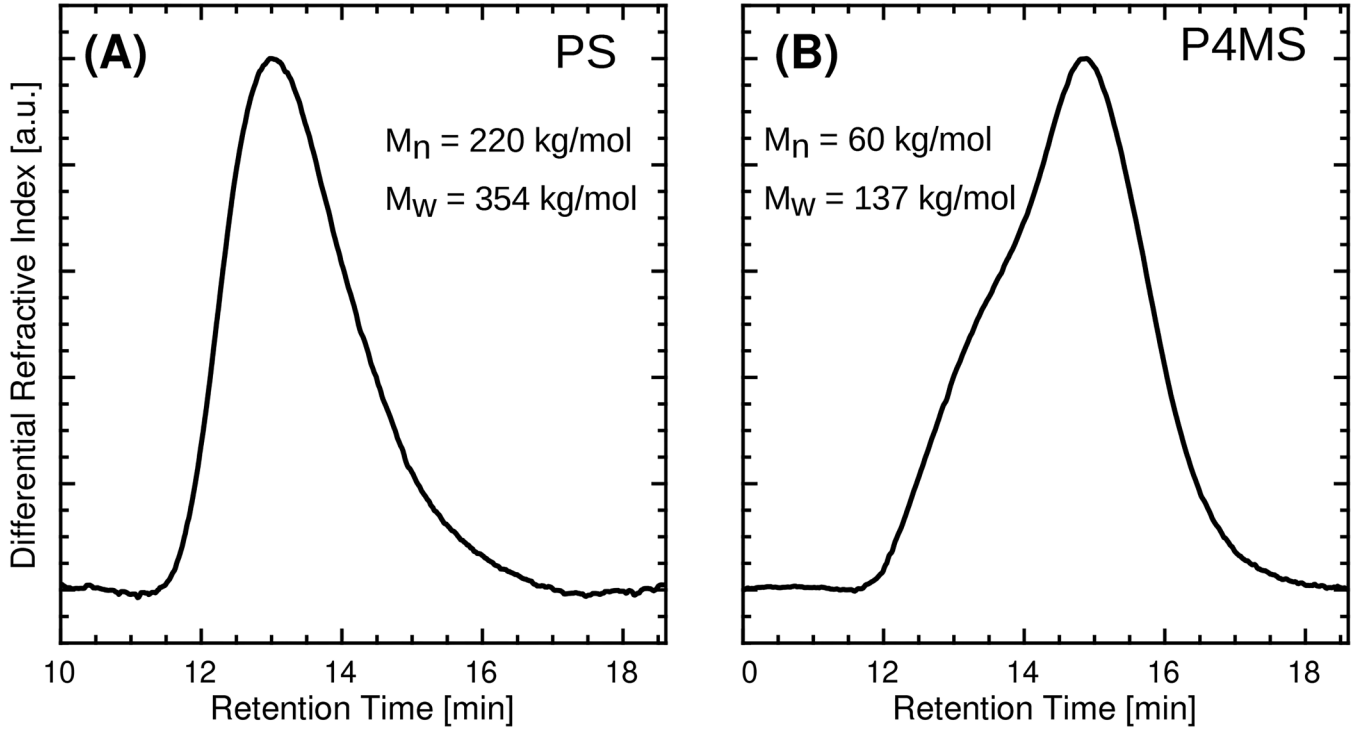 Differential Refractive Index [a.u.]
(A)
PS
Mn = 220 kg/mol
Mw = 354 kg/mol
10 12 14 16 18
Retention Time [min]
(B)
P4MS
Mn = 60 kg/mol
Mw = 137 kg/mol
0 12 14 16 18
Retention Time [min]